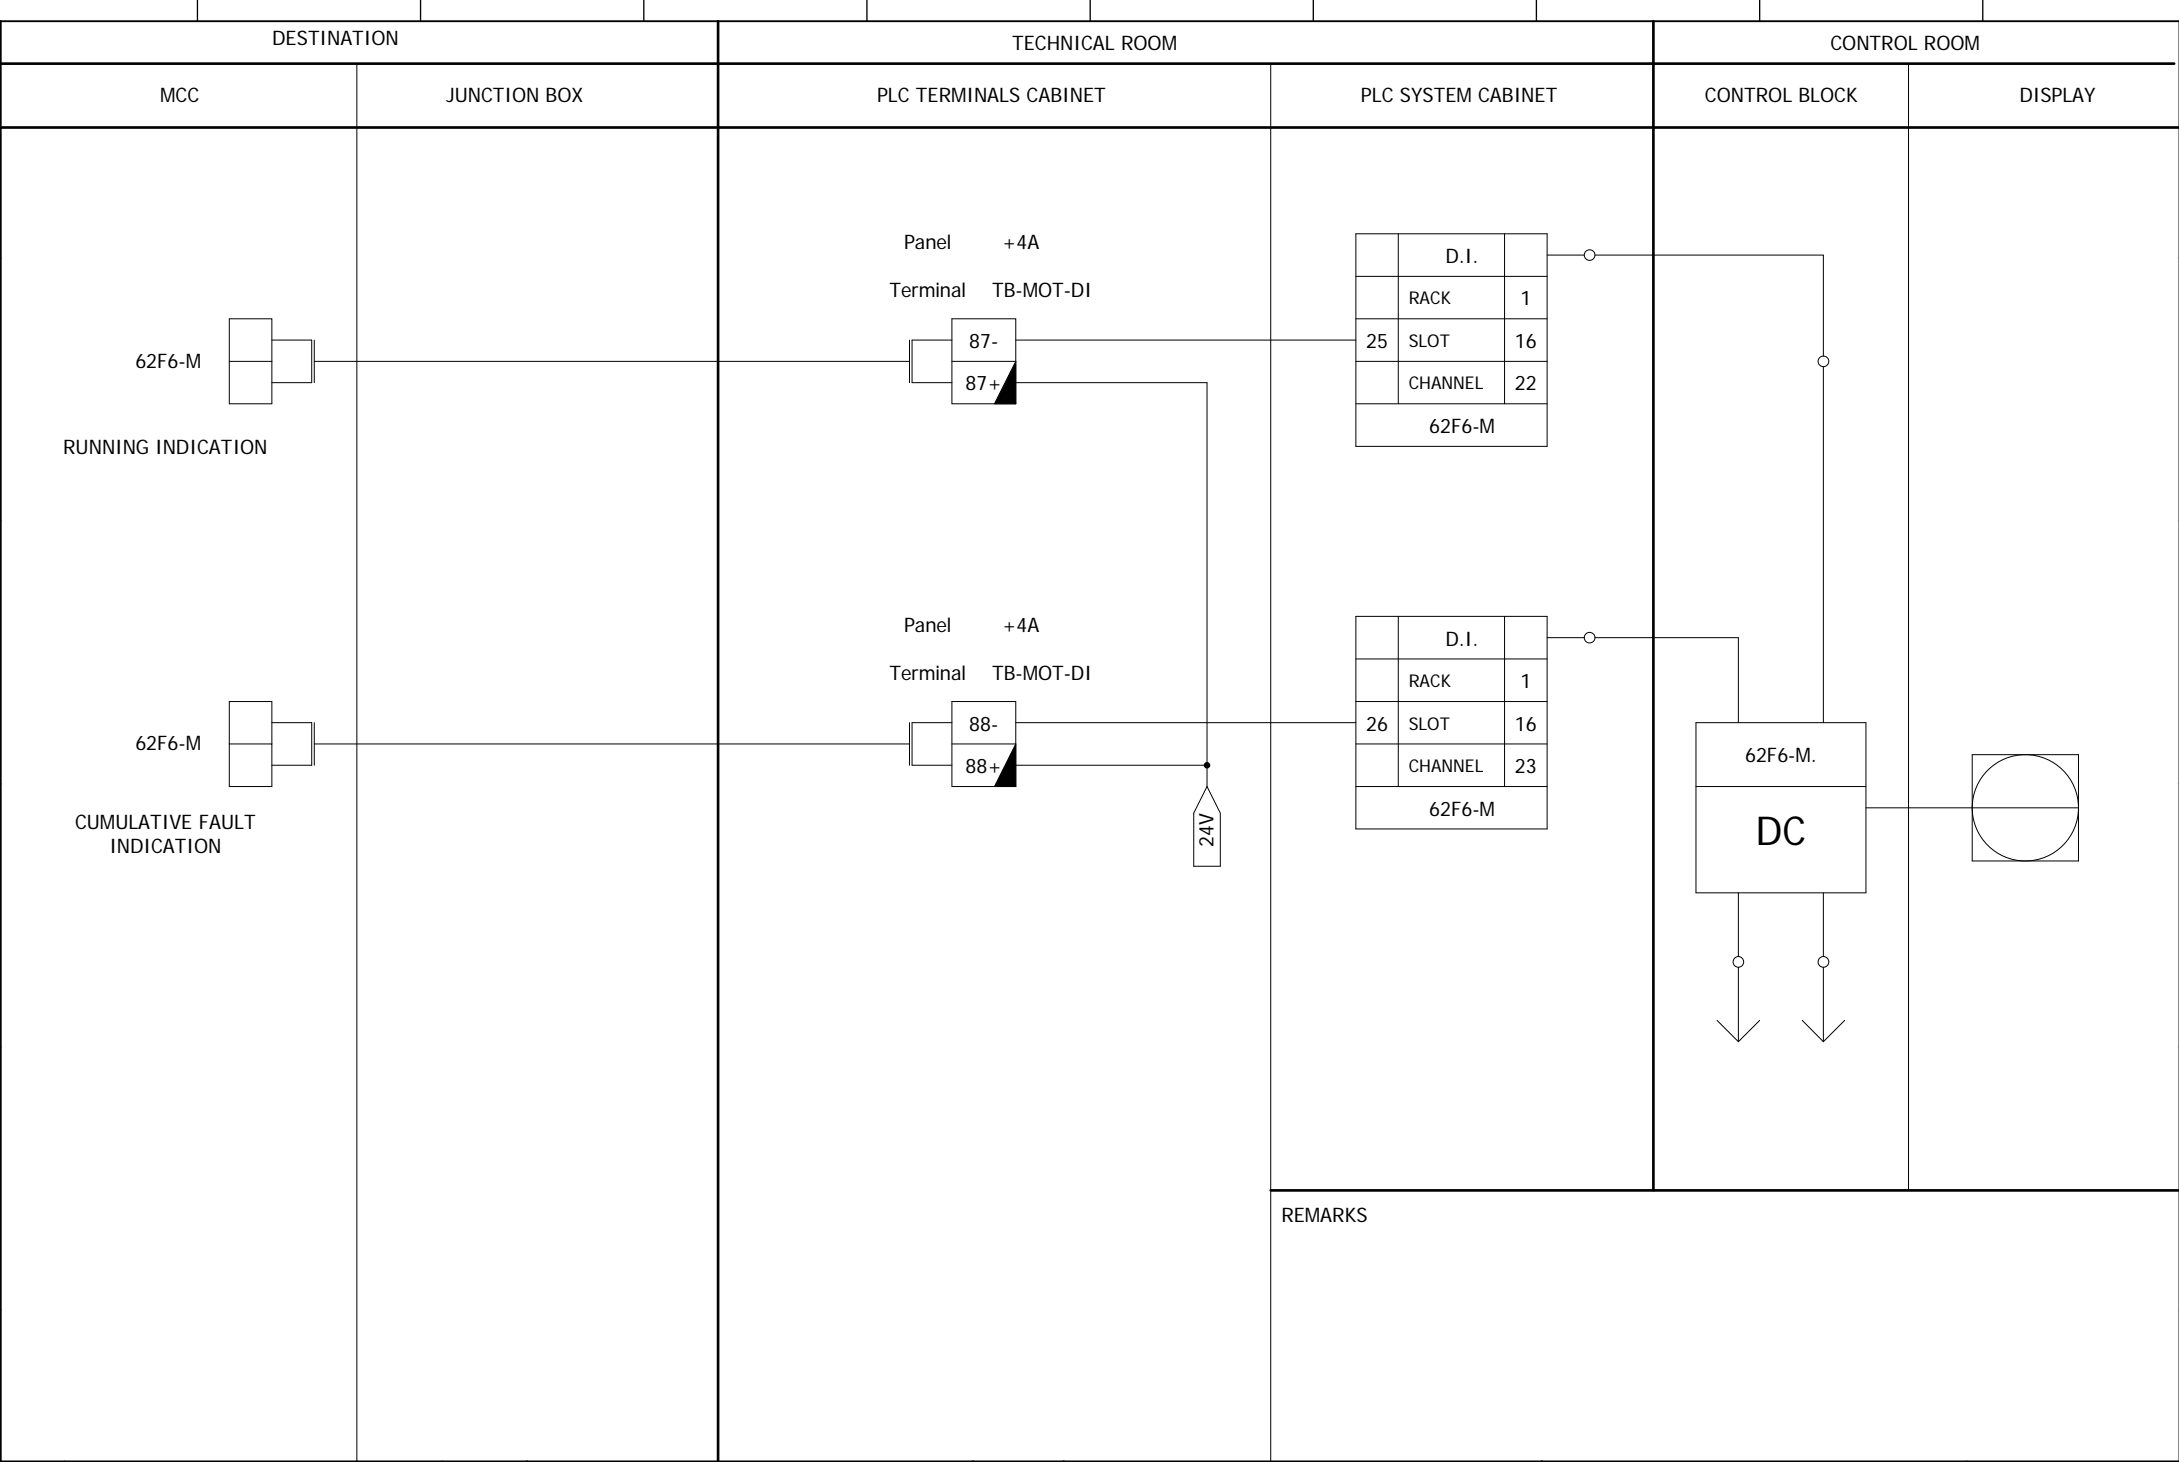 DESTINATION
TECHNICAL ROOM
CONTROL ROOM
MCC
JUNCTION BOX
PLC TERMINALS CABINET
PLC SYSTEM CABINET
CONTROL BLOCK
DISPLAY
Panel +4A
Terminal TB-MOT-DI
62F6-M
RUNNING INDICATION
87-
87+
D.I.
RACK 1
25 SLOT 16
CHANNEL 22
62F6-M
Panel +4A
Terminal TB-MOT-DI
62F6-M
CUMULATIVE FAULT
INDICATION
88-
88+
24V
D.I.
RACK 1
26 SLOT 16
CHANNEL 23
62F6-M
62F6-M.
DC
REMARKS